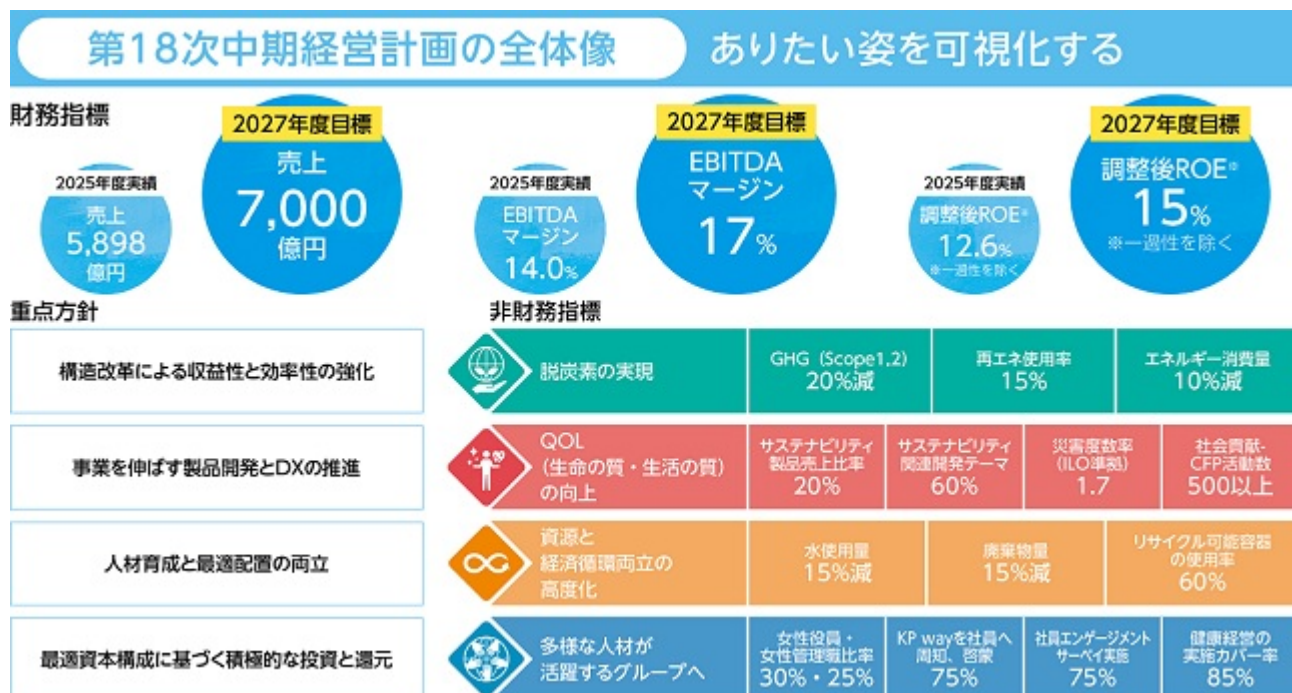 第18次中期経営計画の全体像
ありたい姿を可視化する
財務指標
2025年度実績
売上
5,898
億円
2027年度目標
売上
7,000
億円
2025年度実績
EBITDA
マージン
14.0%
2027年度目標
EBITDA
マージン
17%
2025年度実績
調整後ROE※
12.6%
※一過性を除く
2027年度目標
調整後ROE※
15%
※一過性を除く
重点方針
構造改革による収益性と効率性の強化
事業を伸ばす製品開発とDXの推進
人材育成と最適配置の両立
最適資本構成に基づく積極的な投資と還元
非財務指標
脱炭素の実現
GHG（Scope1,2）
20%減
再エネ使用率
15%
エネルギー消費量
10%減
QOL
（生命の質・生活の質）
の向上
サステナビリティ
製品売上比率
20%
サステナビリティ
関連開発テーマ
60%
災害度数率
（ILO準拠）
1.7
社会貢献-
CFP活動数
500以上
資源と
経済循環両立の
高度化
水使用量
15%減
廃棄物量
15%減
リサイクル可能容器
の使用率
60%
多様な人材が
活躍するグループへ
女性役員・
女性管理職比率
30%・25%
KP wayを社員へ
周知、啓蒙
75%
社員エンゲージメント
サーベイ実施
75%
健康経営の
実施カバー率
85%